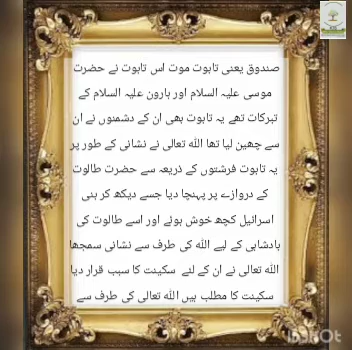 صندوق یعنی تابوت موت اس تابوت نے حضرت
موسی علیہ السلام اور ہارون علیہ السلام کے
تبرکات تھے یہ تابوت بھی ان کے دشمنوں نے ان
سے چھین لیا تھا اللہ تعالی نے نشانی کے طور پر
یہ تابوت فرشتوں کے ذریعہ سے حضرت طالوت
کے دروازے پر پہنچا دیا جسے دیکھ کر بنی
اسرائیل کچھ خوش ہوئے اور اسے طالوت کی
بادشاہی کے لیے اللہ کی طرف سے نشانی سمجھا
اللہ تعالی نے ان کے لئے سکینت کا سبب قرار دیا
سکینت کا مطلب ہیں اللہ تعالی کی طرف سے